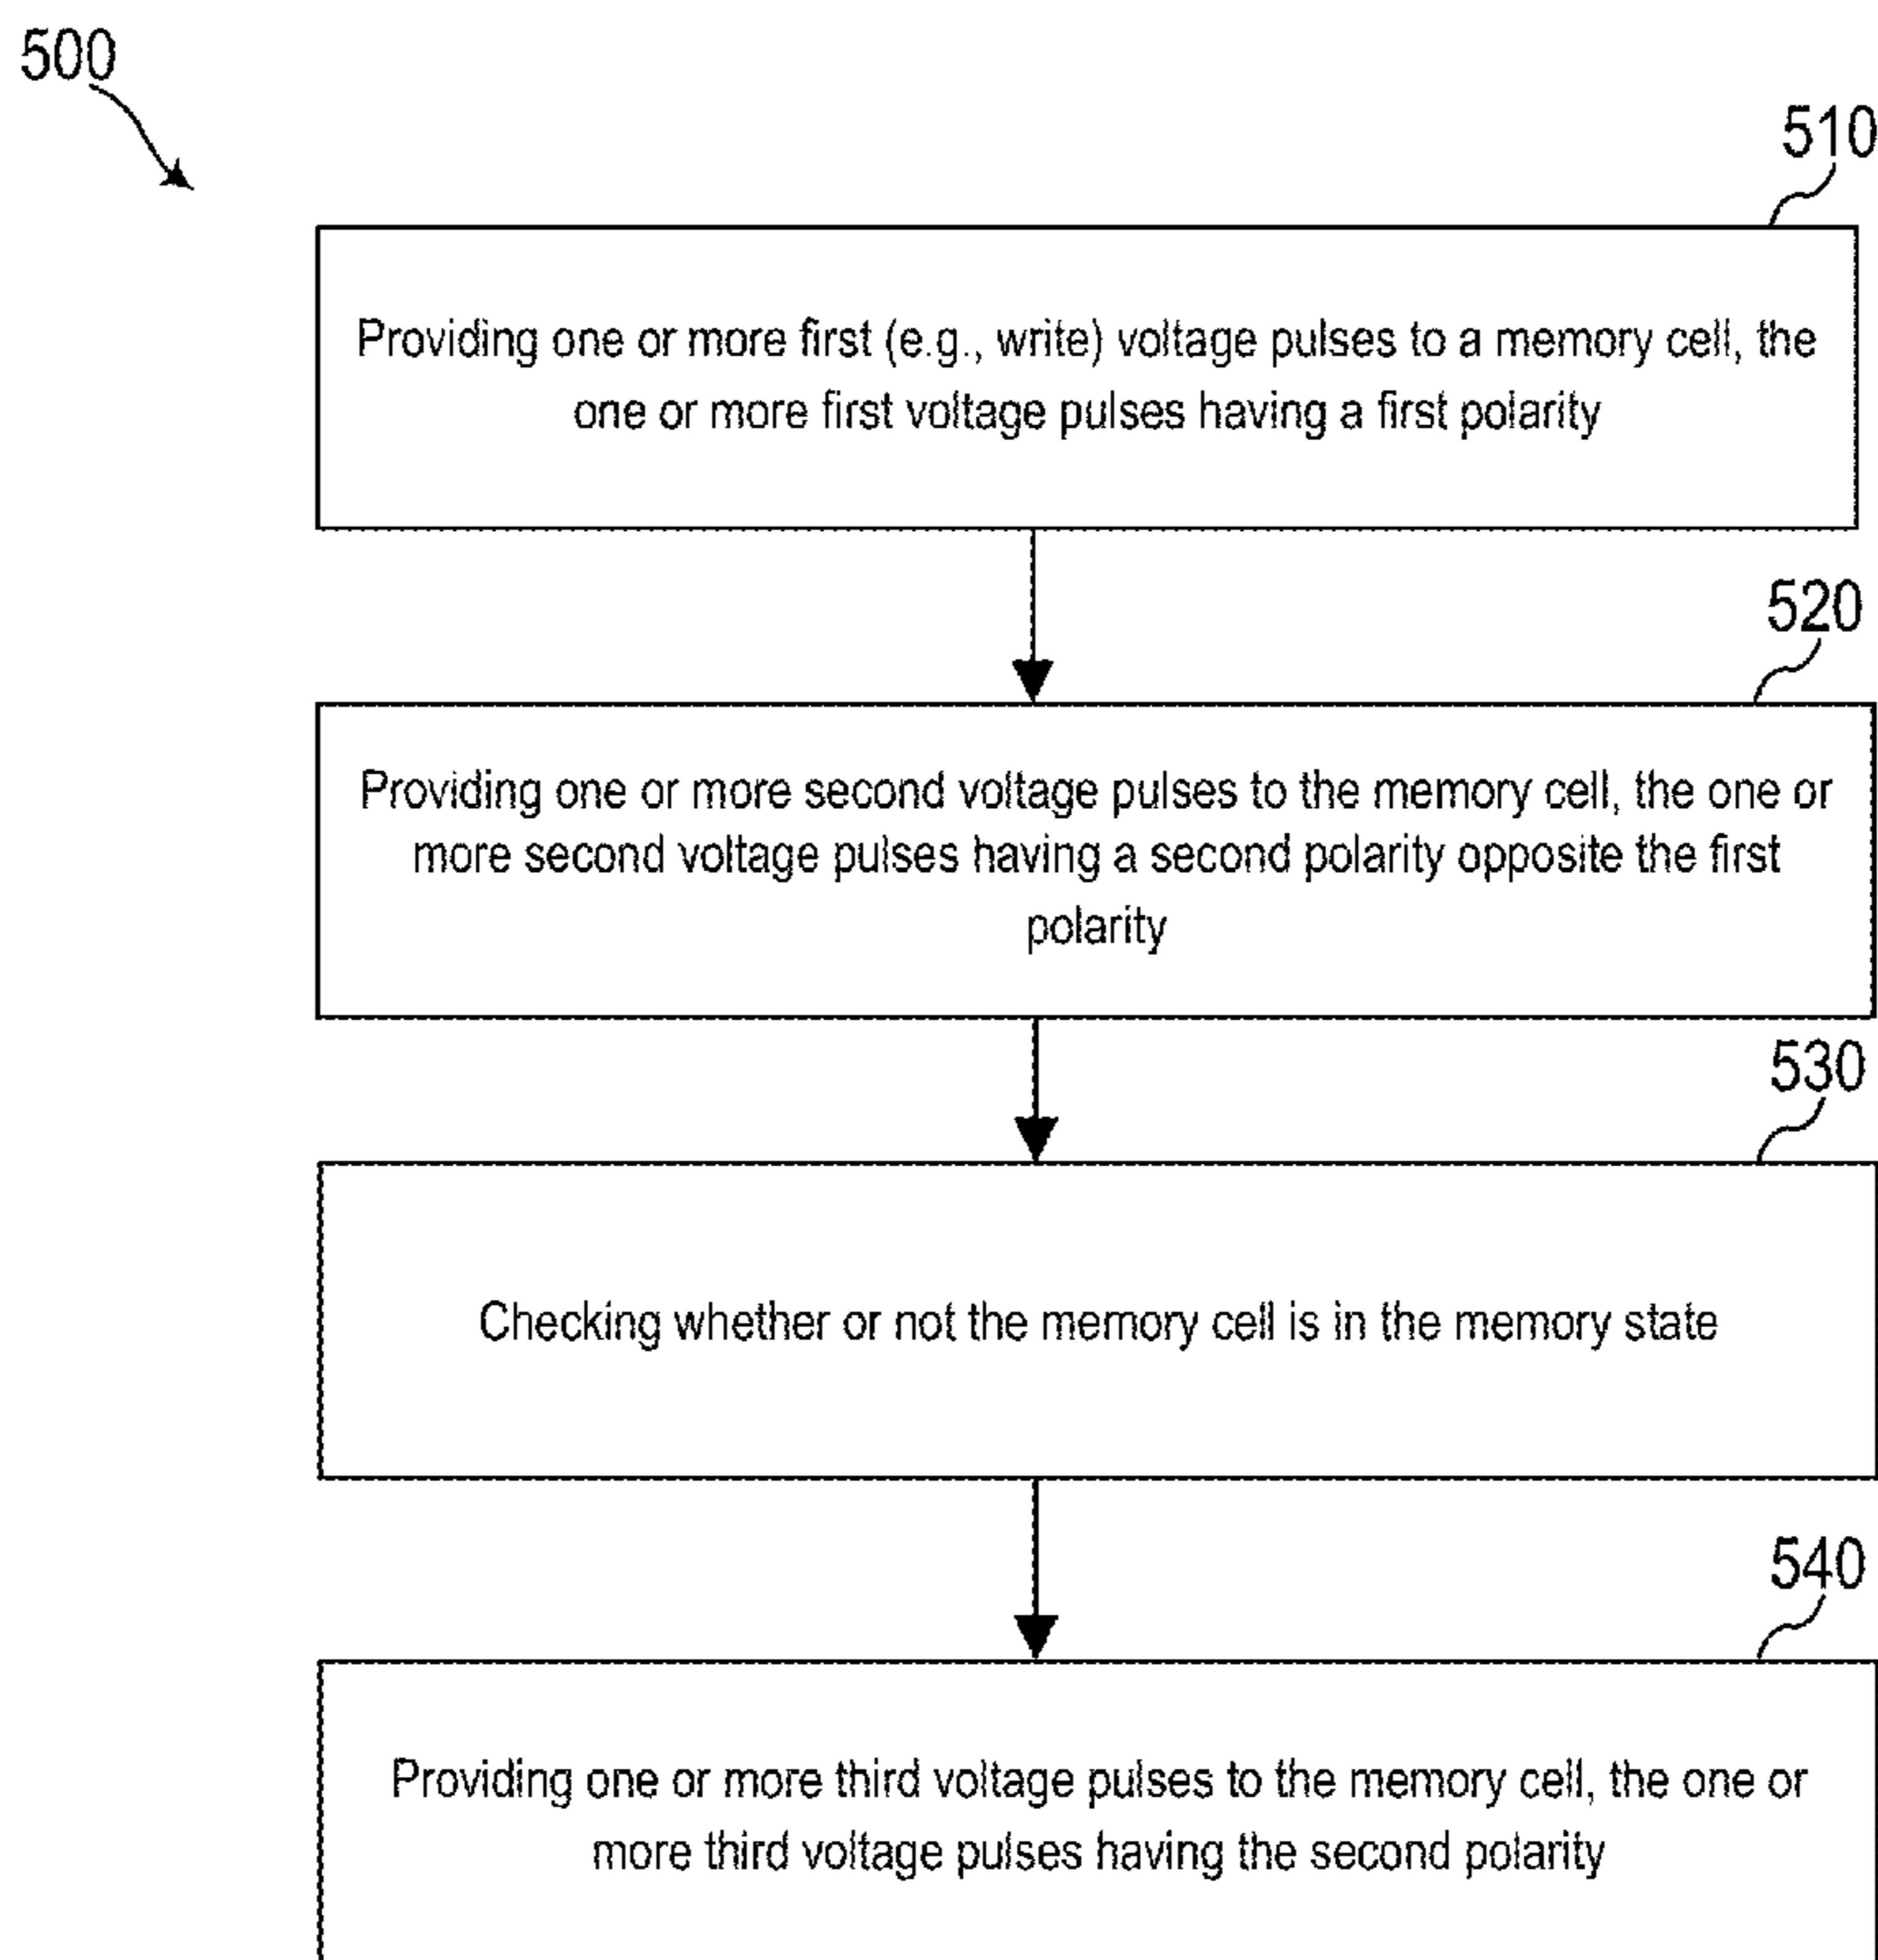 500
510
Providing one or more first (e.g., write) voltage pulses to a memory cell, the
one or more first voltage pulses having a first polarity
520
Providing one or more second voltage pulses to the memory cell, the one or
more second voltage pulses having a second polarity opposite the first
polarity
530
Checking whether or not the memory cell is in the memory state
540
Providing one or more third voltage pulses to the memory cell, the one or
more third voltage pulses having the second polarity